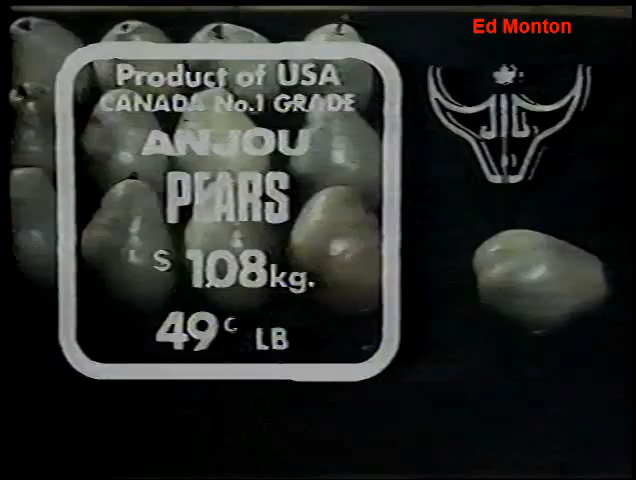 Ed Monton
Product of USA
CANADA No.1 GRADE
ANJOU
PEARS
$ 1.08 kg.
49¢ LB